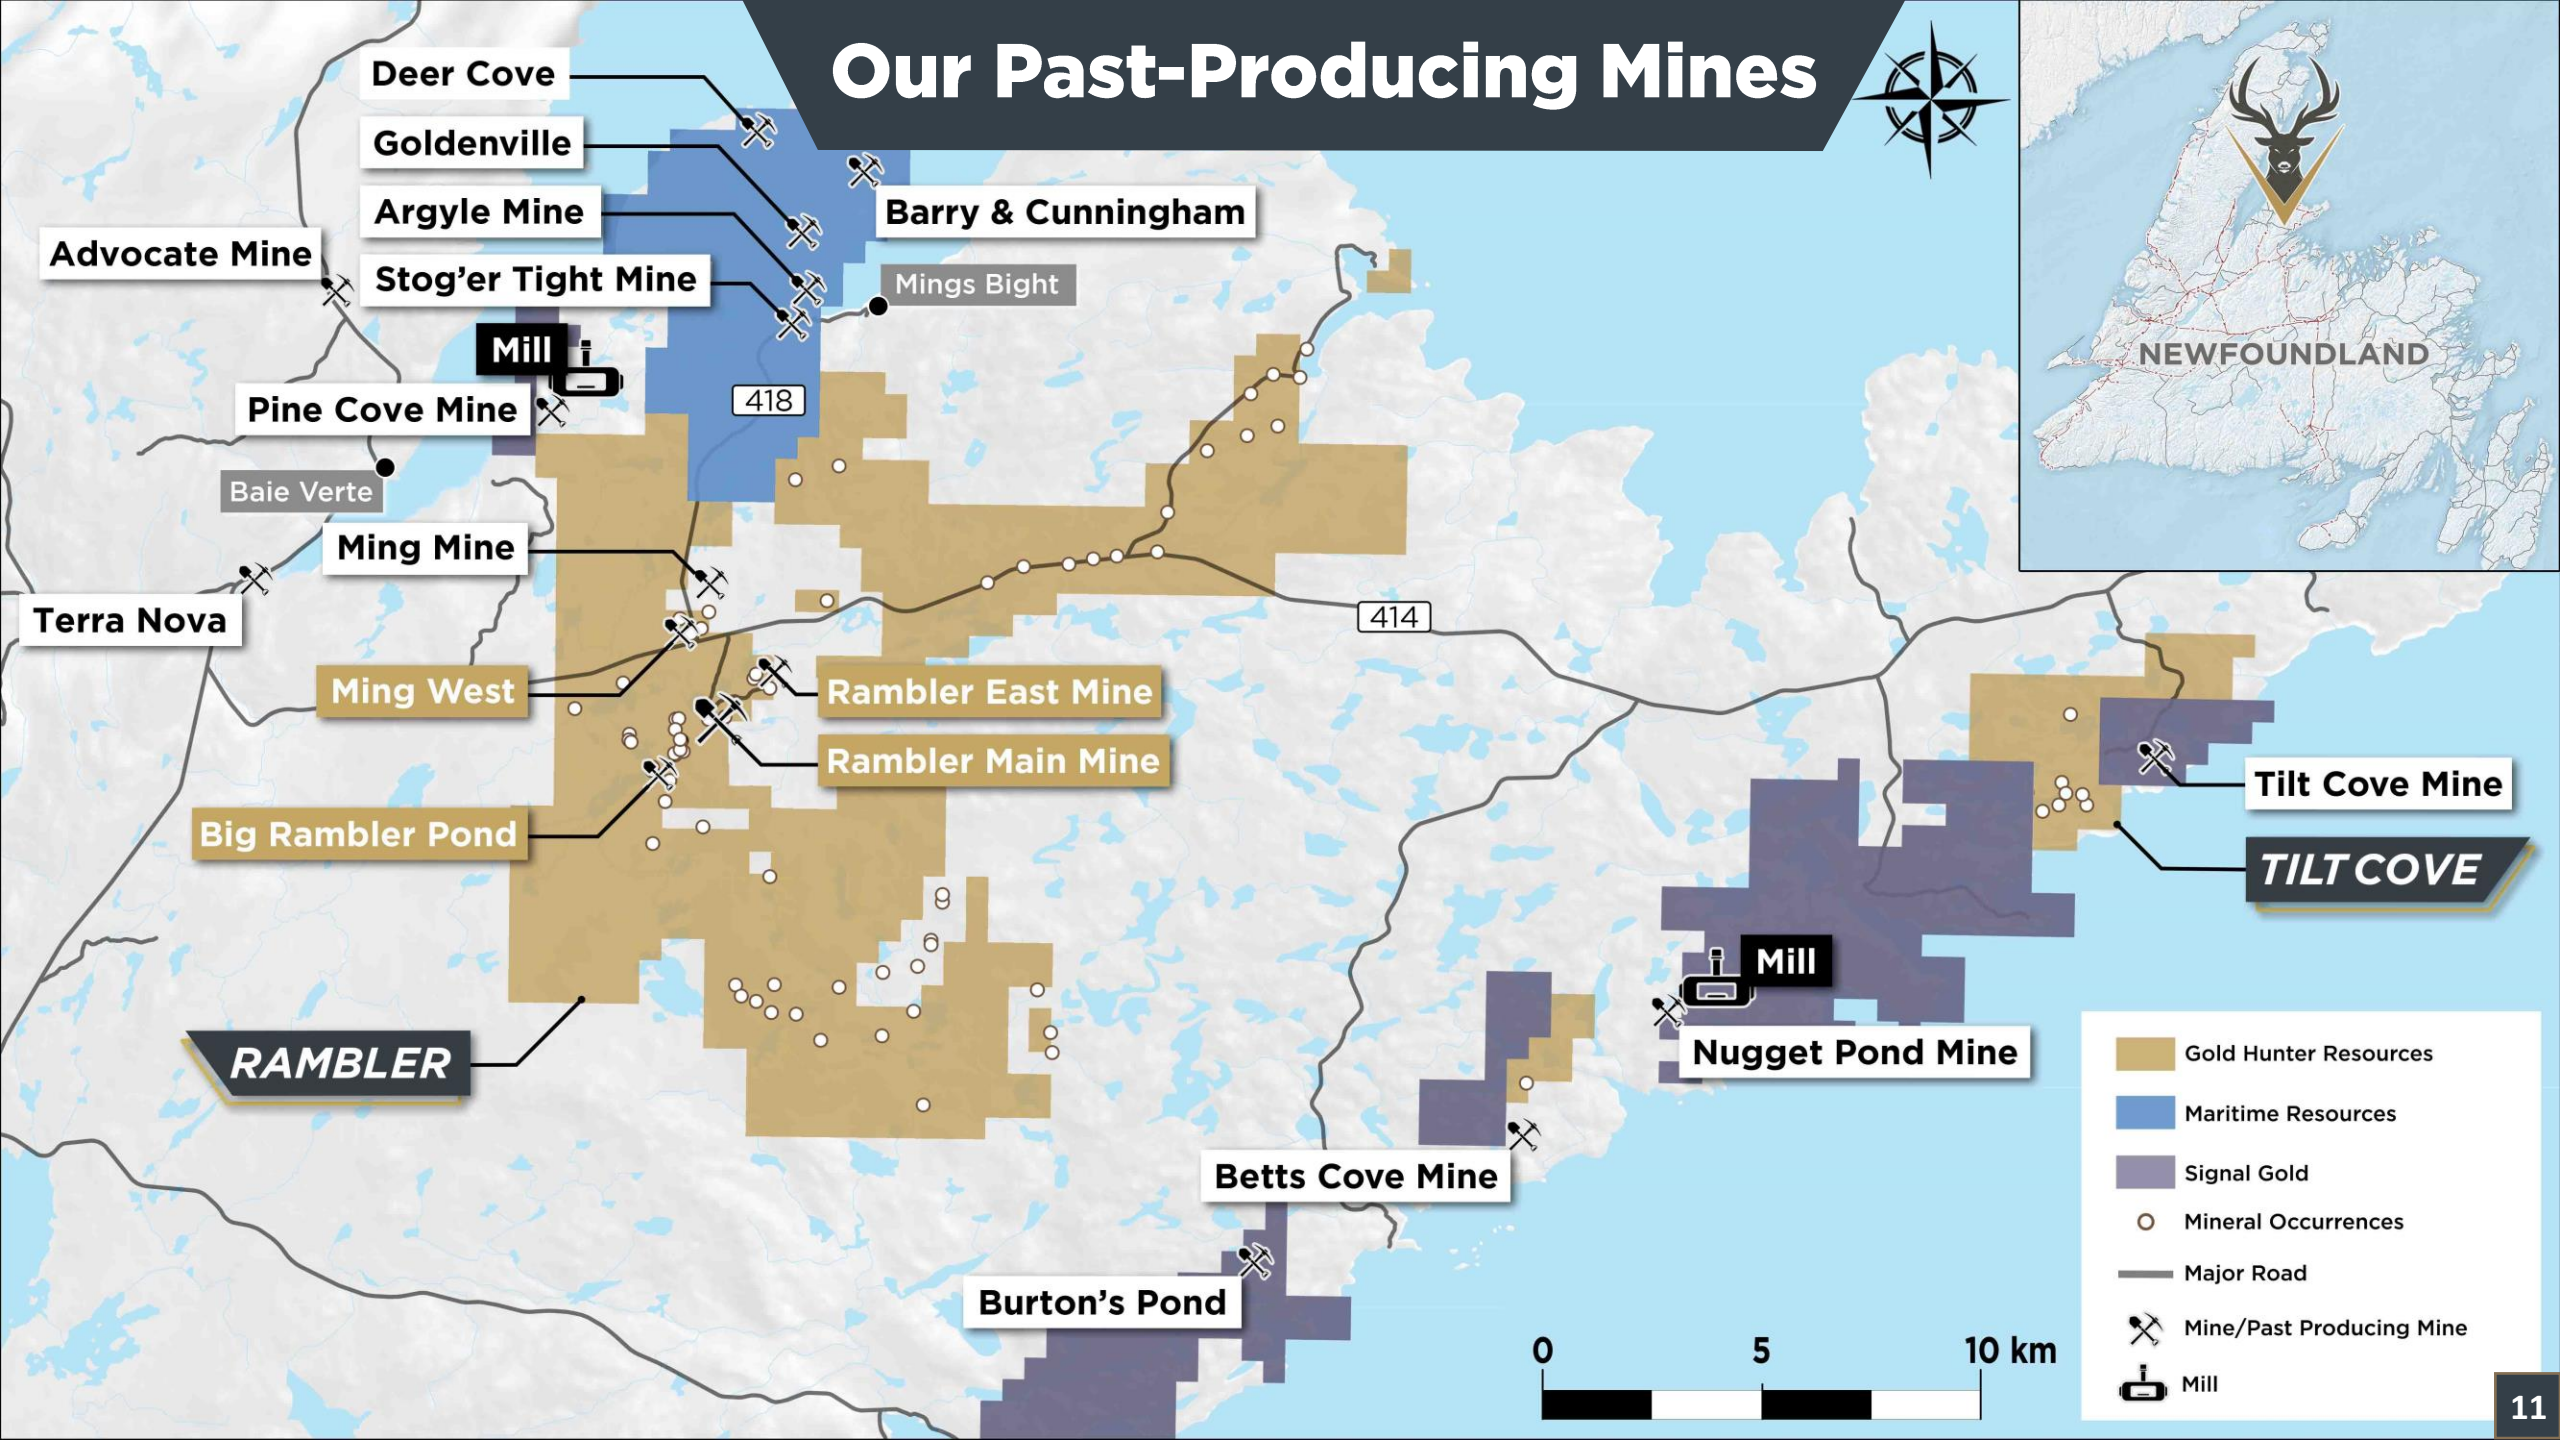 Our Past-Producing Mines
Deer Cove
Goldenville
Argyle Mine
Barry & Cunningham
Advocate Mine
Stog'er Tight Mine
Mings Bight
Mill
418
Pine Cove Mine
Baie Verte
Ming Mine
Terra Nova
414
Ming West
Rambler East Mine
Rambler Main Mine
Big Rambler Pond
RAMBLER
NEWFOUNDLAND
Tilt Cove Mine
TILT COVE
Mill
Nugget Pond Mine
Betts Cove Mine
Burton's Pond
0 5 10 km
Gold Hunter Resources
Maritime Resources
Signal Gold
Mineral Occurrences
Major Road
Mine/Past Producing Mine
Mill
11